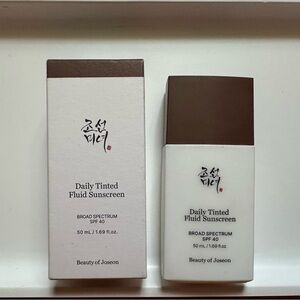 조선
미녀
Daily Tinted
Fluid Sunscreen
BROAD SPECTRUM
SPF 40
50 mL / 1.69 fl.oz.
Beauty of Joseon
조선
미녀
Daily Tinted
Fluid Sunscreen
BROAD SPECTRUM
SPF 40
50 mL / 1.69 fl.oz.
Beauty of Joseon